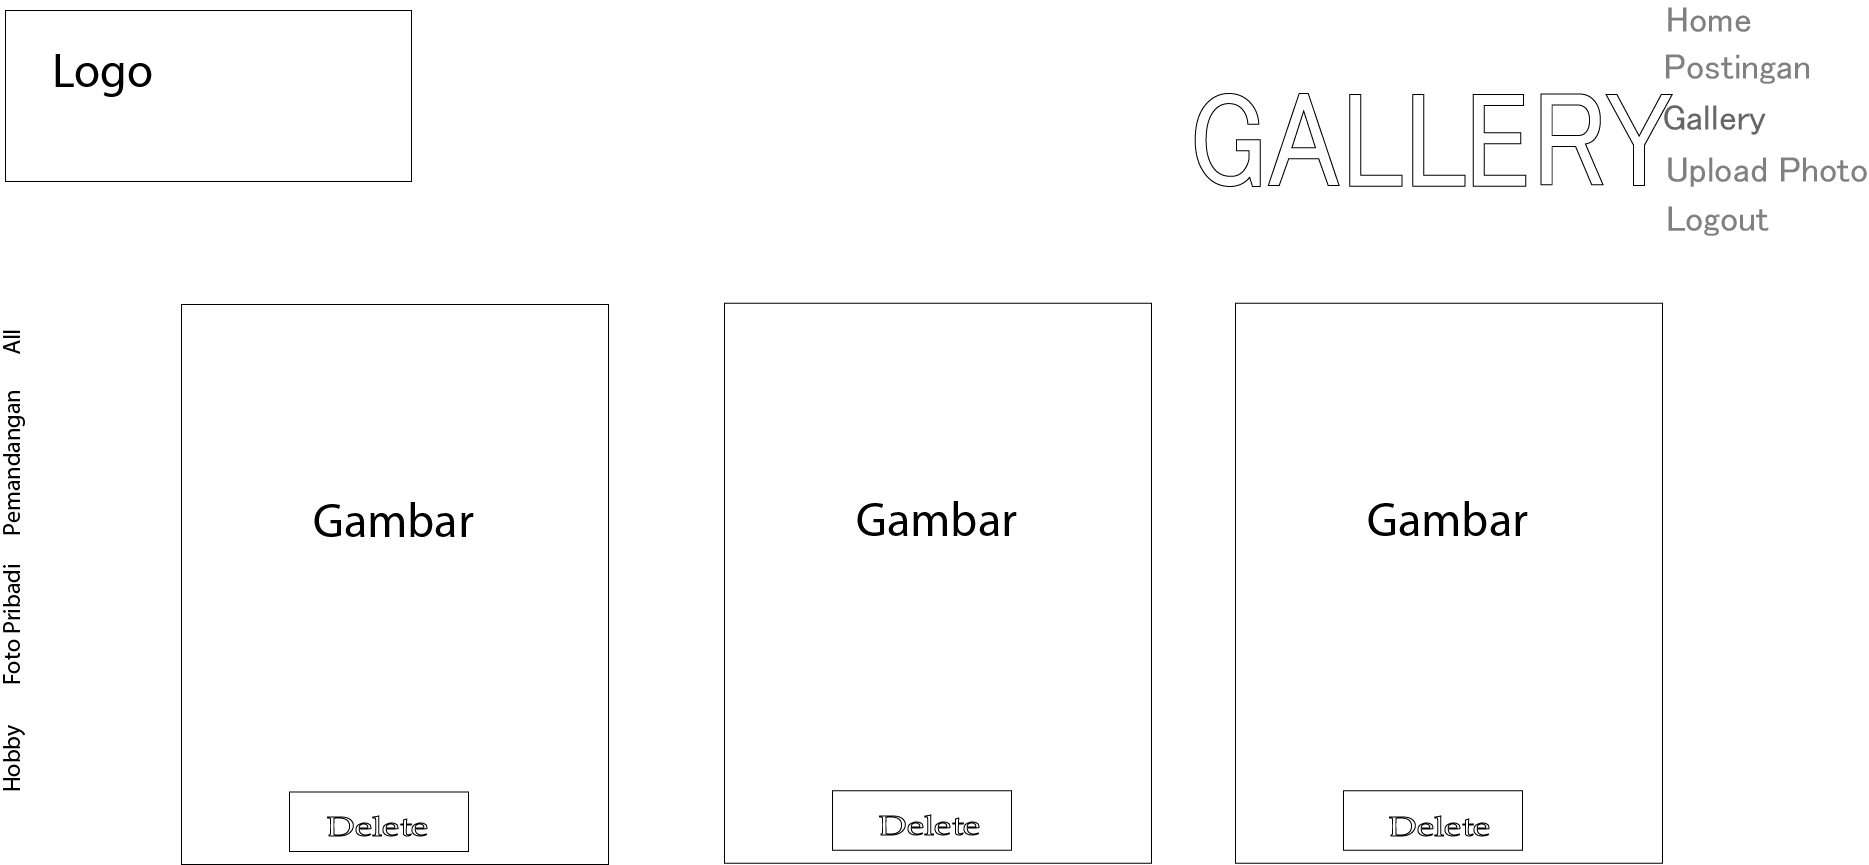 Logo
GALLERY
Home
Postingan
Gallery
Upload Photo
Logout
All
Pemandangan
Foto Pribadi
Hobby
Gambar
Delete
Gambar
Delete
Gambar
Delete